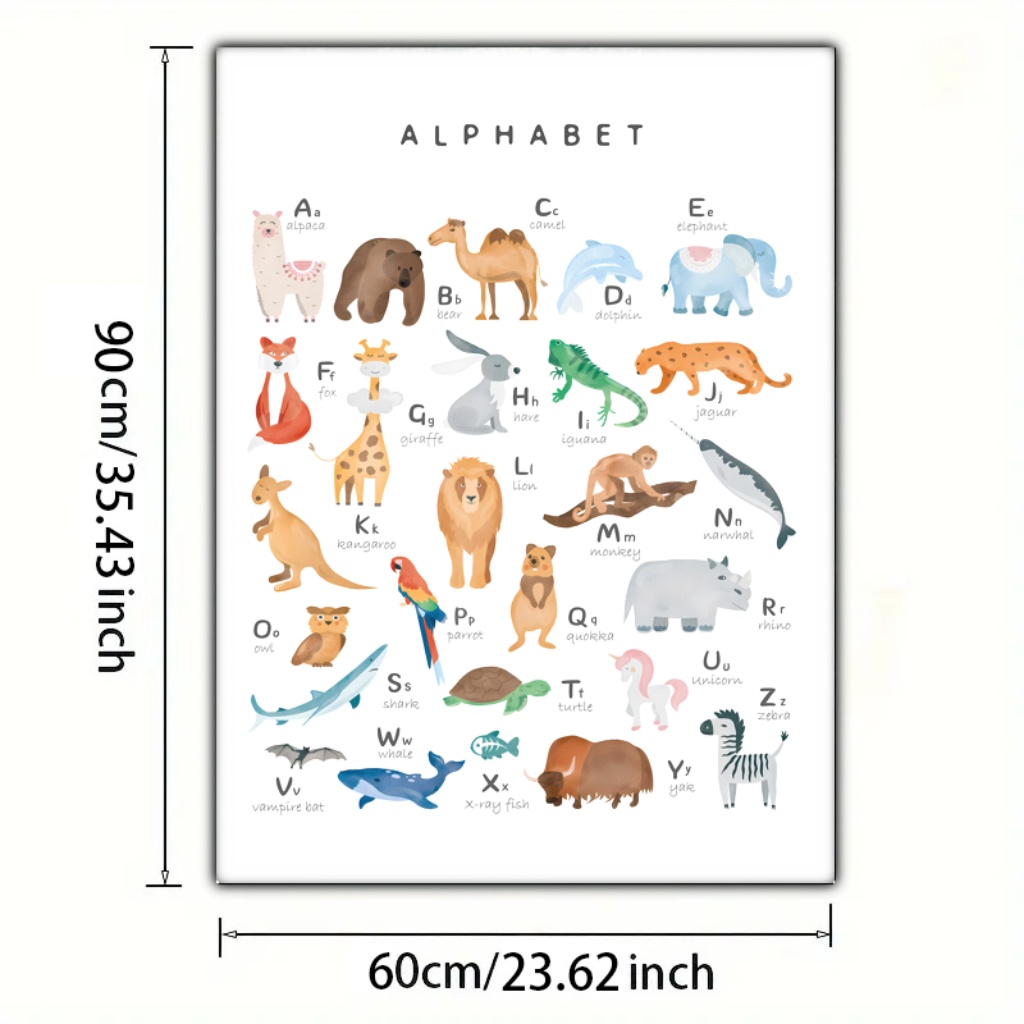 ALPHABET
Aa
alpaca
Bb
bear
Cc
camel
Dd
dolphin
Ee
elephant
Ff
fox
Gg
giraffe
Hh
hare
Ii
iguana
Jj
jaguar
Kk
kangaroo
Ll
lion
Mm
monkey
Nn
narwhal
Oo
owl
Pp
parrot
Qq
quokka
Rr
rhino
Ss
shark
Tt
turtle
Uu
unicorn
Vv
vampire bat
Ww
whale
Xx
x-ray fish
Yy
yak
Zz
zebra
90cm/35.43inch
60cm/23.62inch